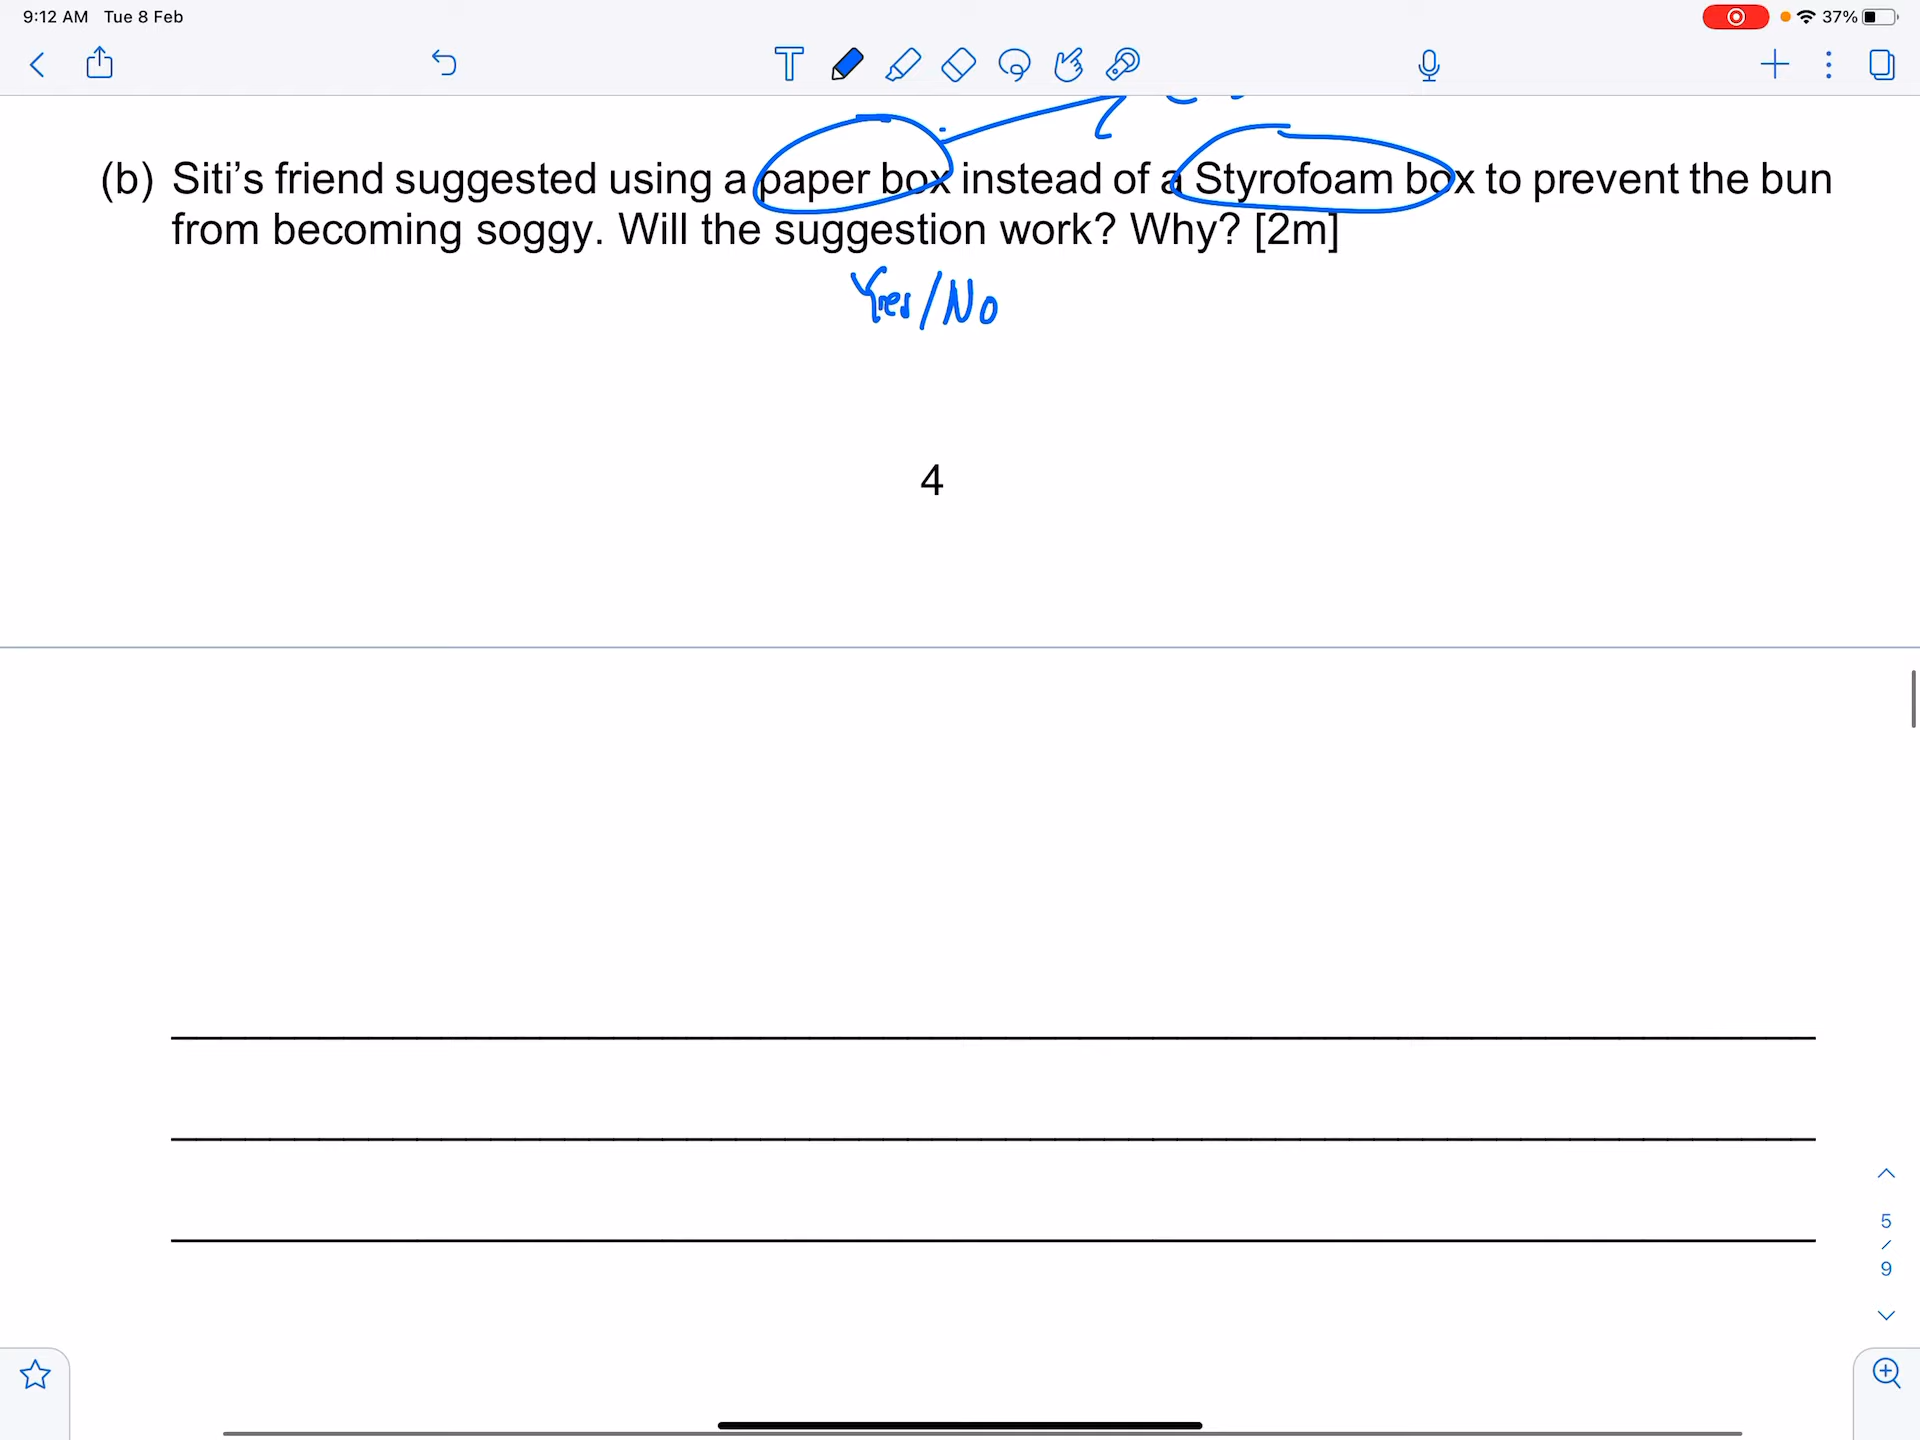 9:12 AM Tue 8 Feb
37%
(b) Siti’s friend suggested using a paper box instead of a Styrofoam box to prevent the bun
from becoming soggy. Will the suggestion work? Why? [2m]
Yes/No
4
5
/
9